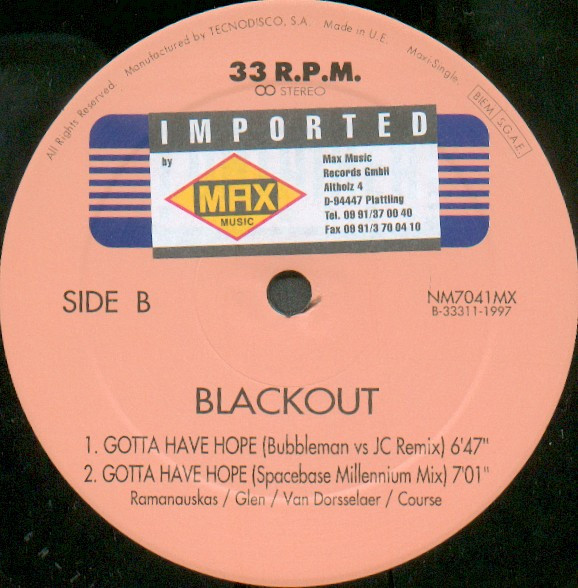 All Rights Reserved. Manufactured by TECNODISCO, S.A. Made in U.E. Maxi-Single.
BIEM S.G.A.E.
33 R.P.M.
STEREO
IMPORTED
by
MAX
MUSIC
Max Music
Records GmbH
Altholz 4
D-94447 Plattling
Tel. 09 91/37 00 40
Fax 09 91/3 70 04 10
SIDE B
NM7041MX
B-33311-1997
BLACKOUT
1. GOTTA HAVE HOPE (Bubbleman vs JC Remix) 6'47"
2. GOTTA HAVE HOPE (Spacebase Millennium Mix) 7'01"
Ramanauskas / Glen / Van Dorsselaer / Course